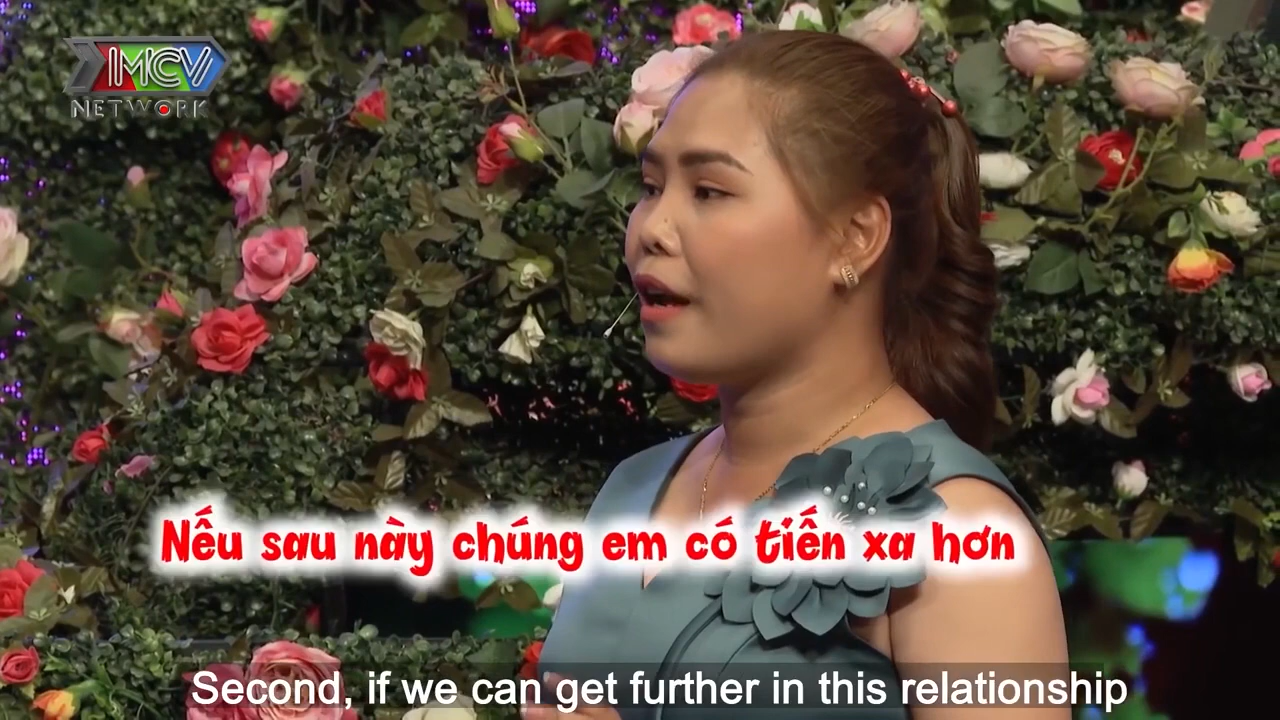 MCV
NETWORK
Nếu sau này chúng em có tiến xa hơn
Second, if we can get further in this relationship